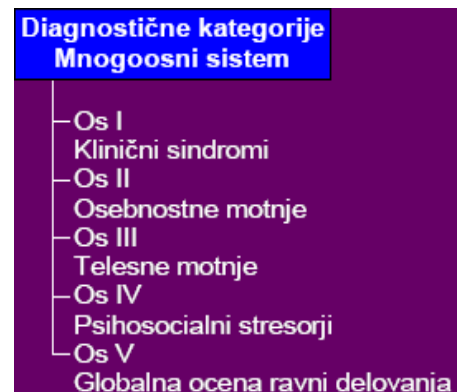 Diagnostične kategorije
Mnogoosni sistem
Os I
Klinični sindromi
Os II
Osebnostne motnje
Os III
Telesne motnje
Os IV
Psihosocialni stresorji
Os V
Globalna ocena ravni delovanja